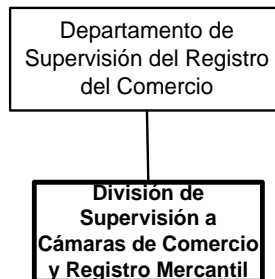 Departamento de
Supervisión del Registro
del Comercio
División de
Supervisión a
Cámaras de Comercio
y Registro Mercantil